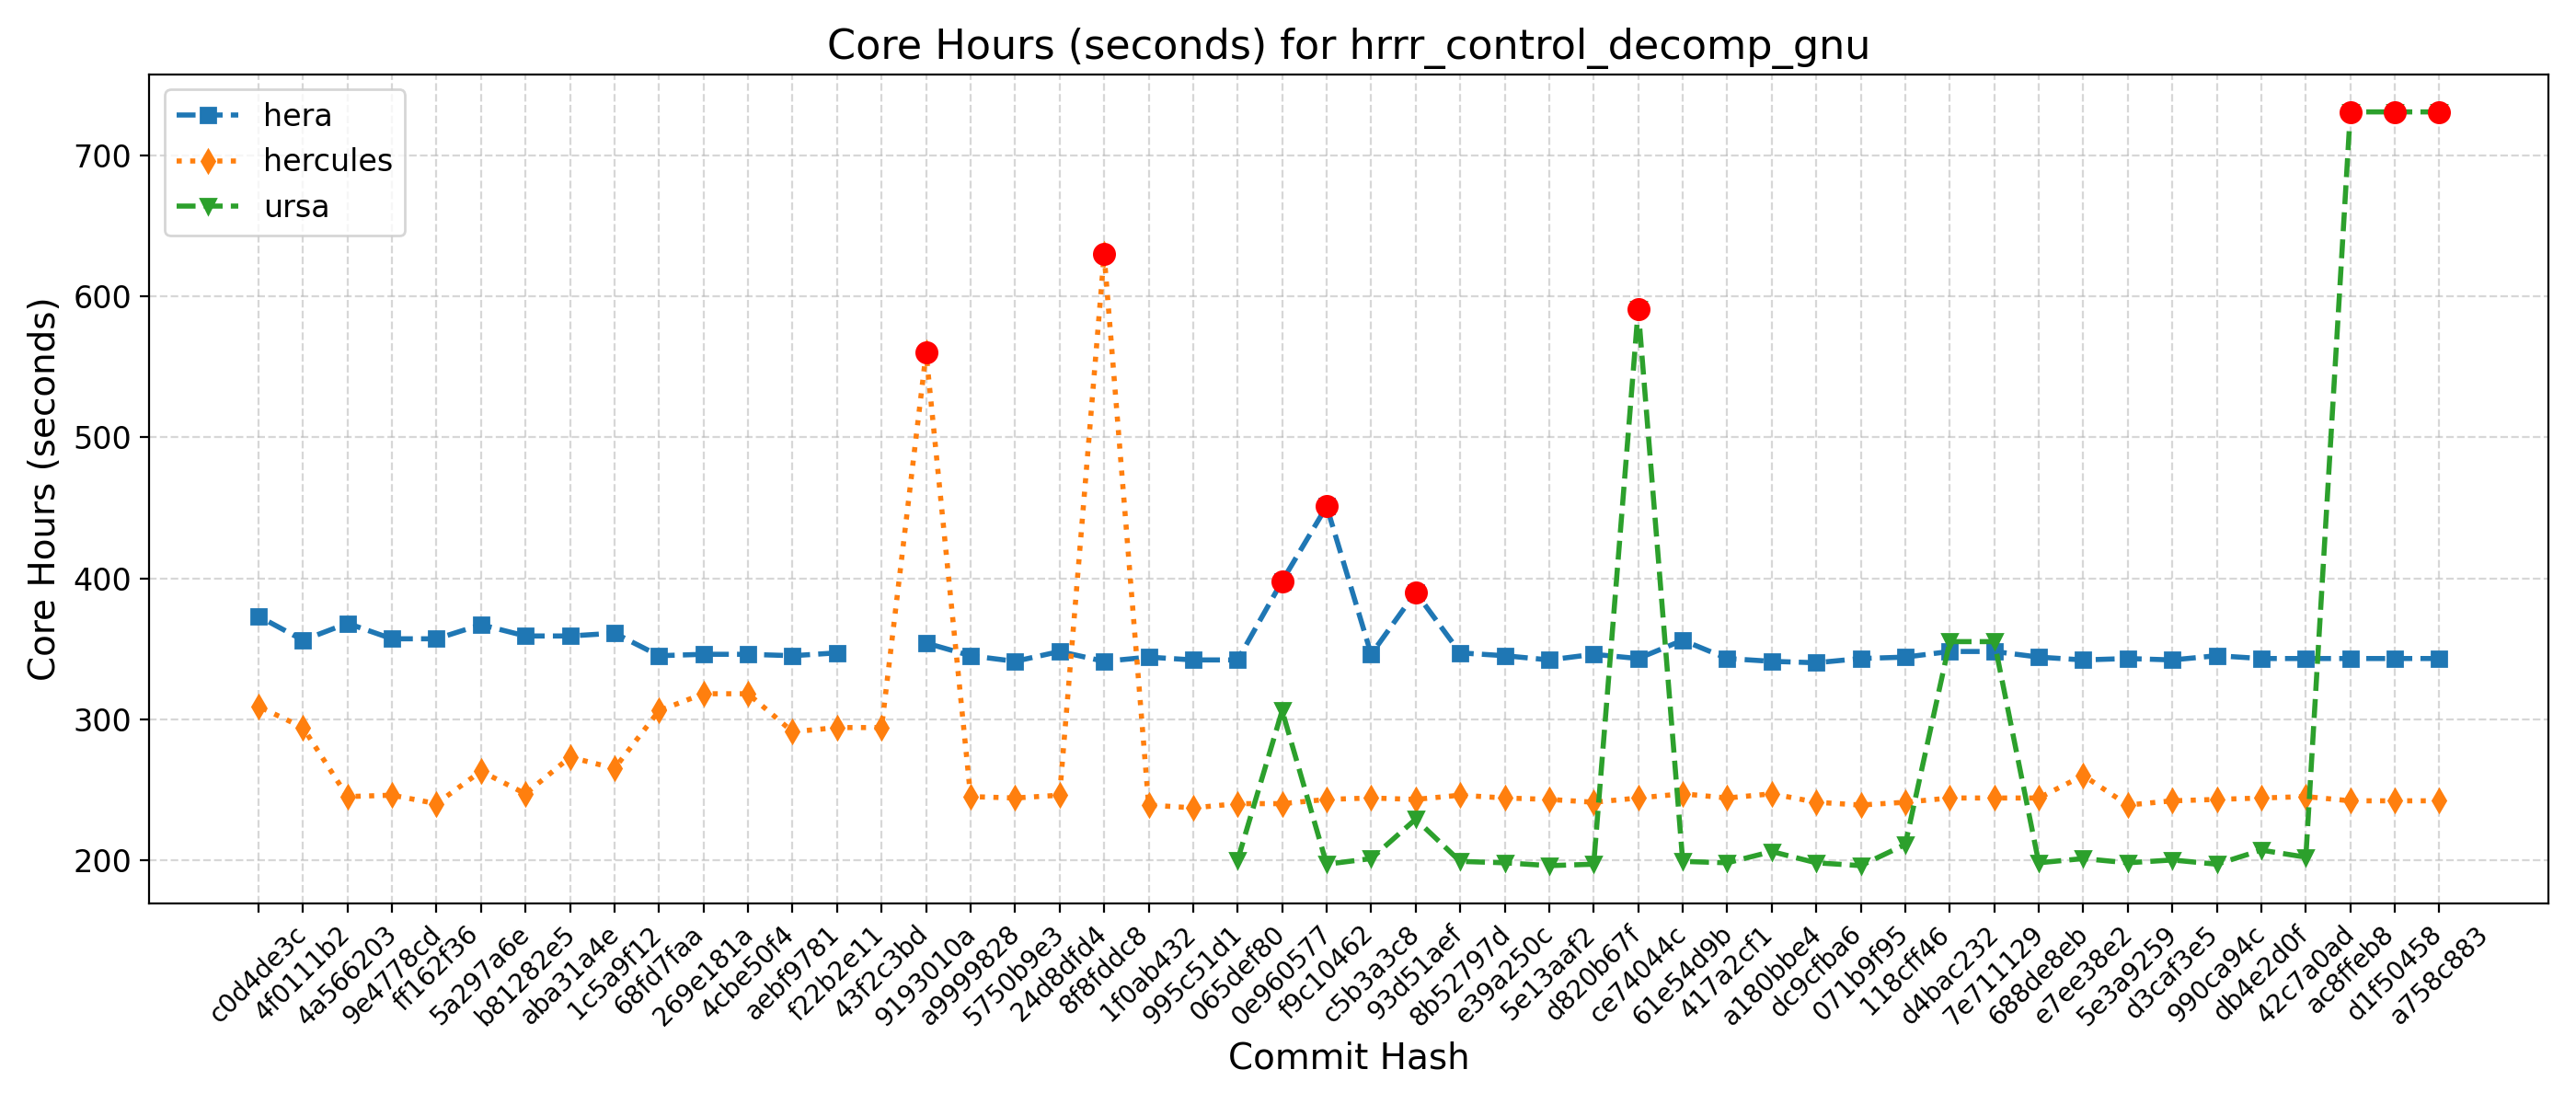 Core Hours (seconds) for hrrr_control_decomp_gnu
hera
hercules
ursa
Core Hours (seconds)
700
600
500
400
300
200
c0d4de3c
4f0111b2
4a566203
9e4778cd
ff162f36
5a297a6e
b81282e5
aba31a4e
1c5a9f12
68fd7faa
269e181a
4cbe50f4
aebf9781
f22b2e11
43f2c3bd
9193010a
a9999828
5750b9e3
24d8dfd4
8f8fddc8
1f0ab432
995c51d1
065def80
0e960577
f9c10462
c5b3a3c8
93d51aef
8b52797d
e39a250c
5e13aaf2
d820b67f
ce74044c
61e54d9b
417a2cf1
a180bbe4
dc9cfba6
071b9f95
118cff46
d4bac232
7e711129
688de8eb
e7ee38e2
5e3a9259
d3caf3e5
990ca94c
db4e2d0f
42c7a0ad
ac8ffeb8
d1f50458
a758c883
Commit Hash